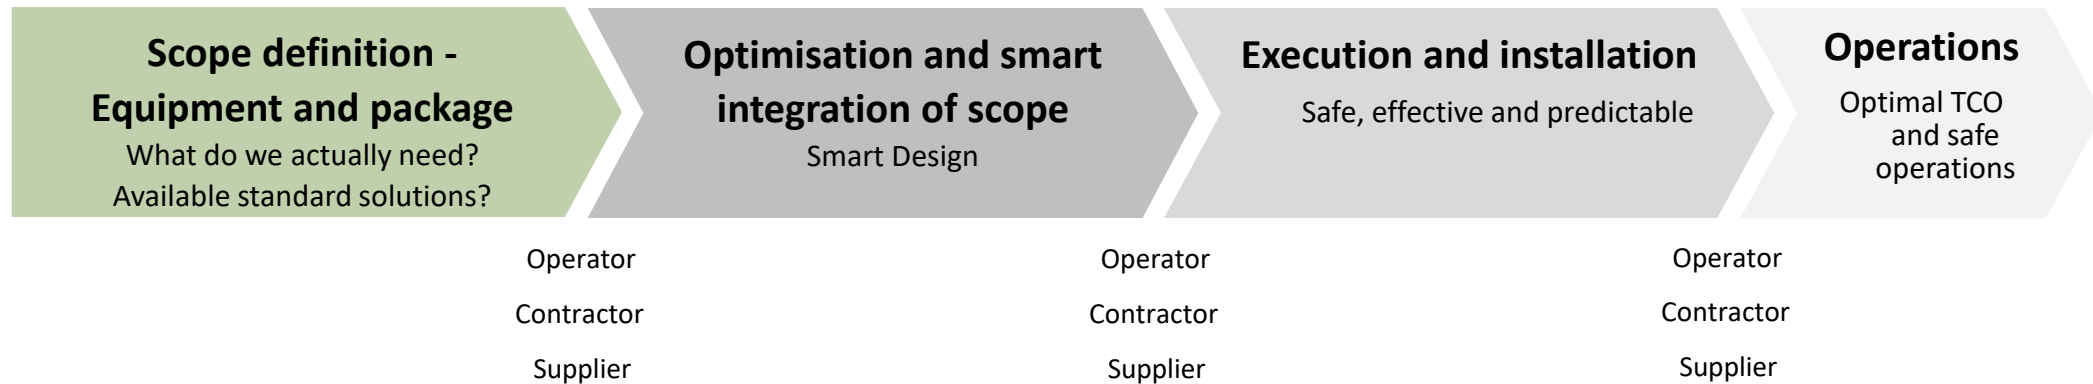 Scope definition -
Equipment and package
What do we actually need?
Available standard solutions?
Optimisation and smart
integration of scope
Smart Design
Execution and installation
Safe, effective and predictable
Operations
Optimal TCO
and safe
operations
Operator
Contractor
Supplier
Operator
Contractor
Supplier
Operator
Contractor
Supplier